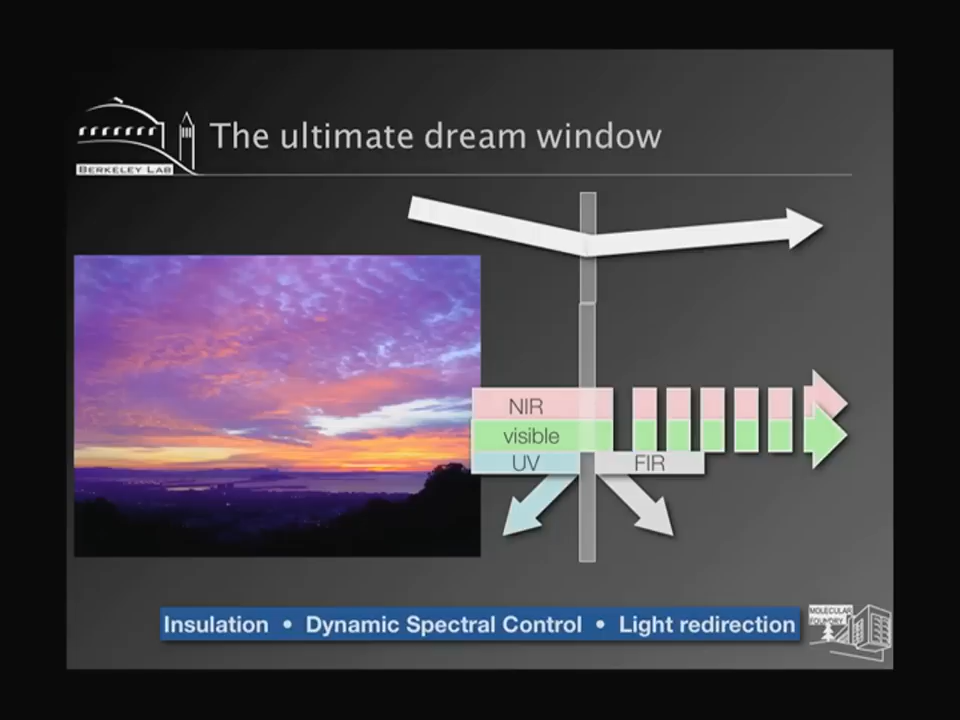 The ultimate dream window
BERKELEY LAB
NIR
visible
UV
FIR
Insulation • Dynamic Spectral Control • Light redirection
MOLECULAR
FOUNDRY